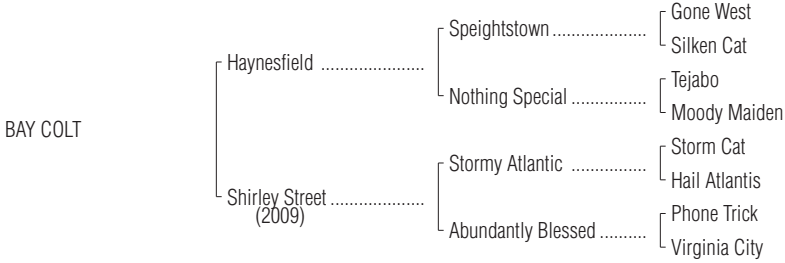 Gone West
Speightstown ....................
Silken Cat
Haynesfield ......................
Tejabo
Nothing Special ................
Moody Maiden
BAY COLT
Storm Cat
Stormy Atlantic ................
Hail Atlantis
Shirley Street ....................
(2009)
Phone Trick
Abundantly Blessed ..........
Virginia City